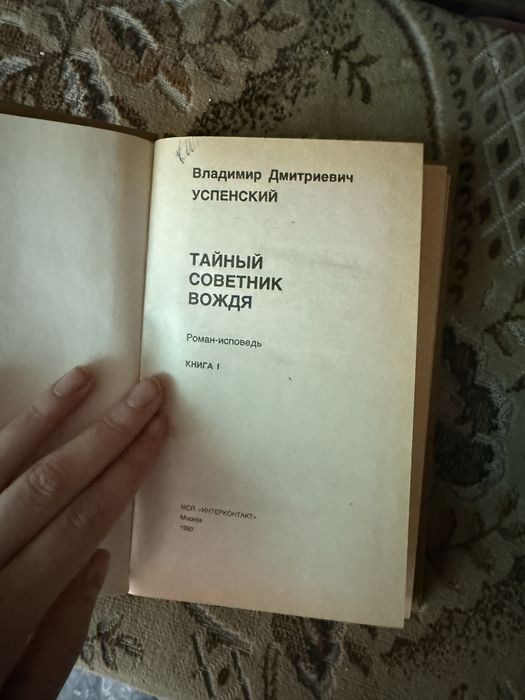 Владимир Дмитриевич
УСПЕНСКИЙ
ТАЙНЫЙ
СОВЕТНИК
ВОЖДЯ
Роман-исповедь
КНИГА I
МСП «ИНТЕРКОНТАКТ»
Москва
1990